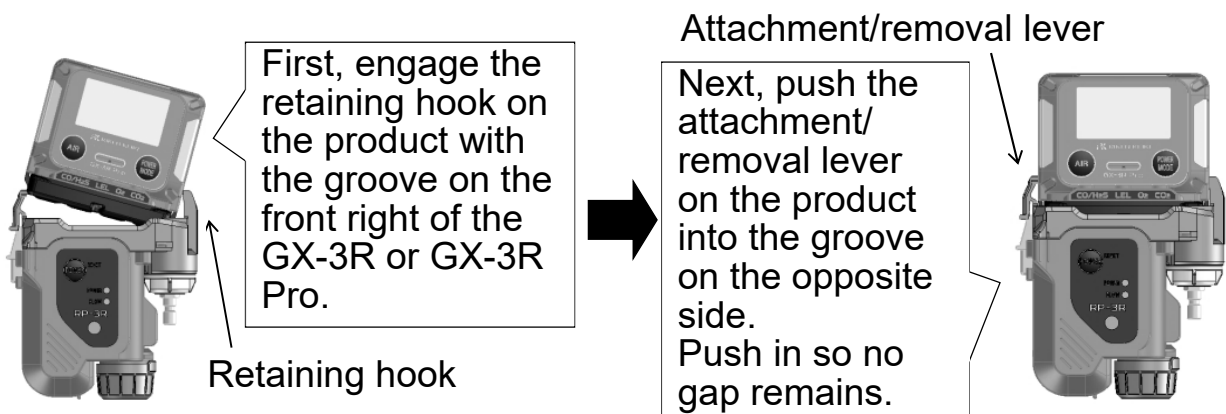 Attachment/removal lever
First, engage the
retaining hook on
the product with
the groove on the
front right of the
GX-3R or GX-3R
Pro.
Next, push the
attachment/
removal lever
on the product
into the groove
on the opposite
side.
Push in so no
gap remains.
Retaining hook
AIR
POWER
MODE
CO/H₂S LEL O₂ CO₂
RP-3R
AIR
POWER
MODE
CO/H₂S LEL O₂ CO₂
RP-3R